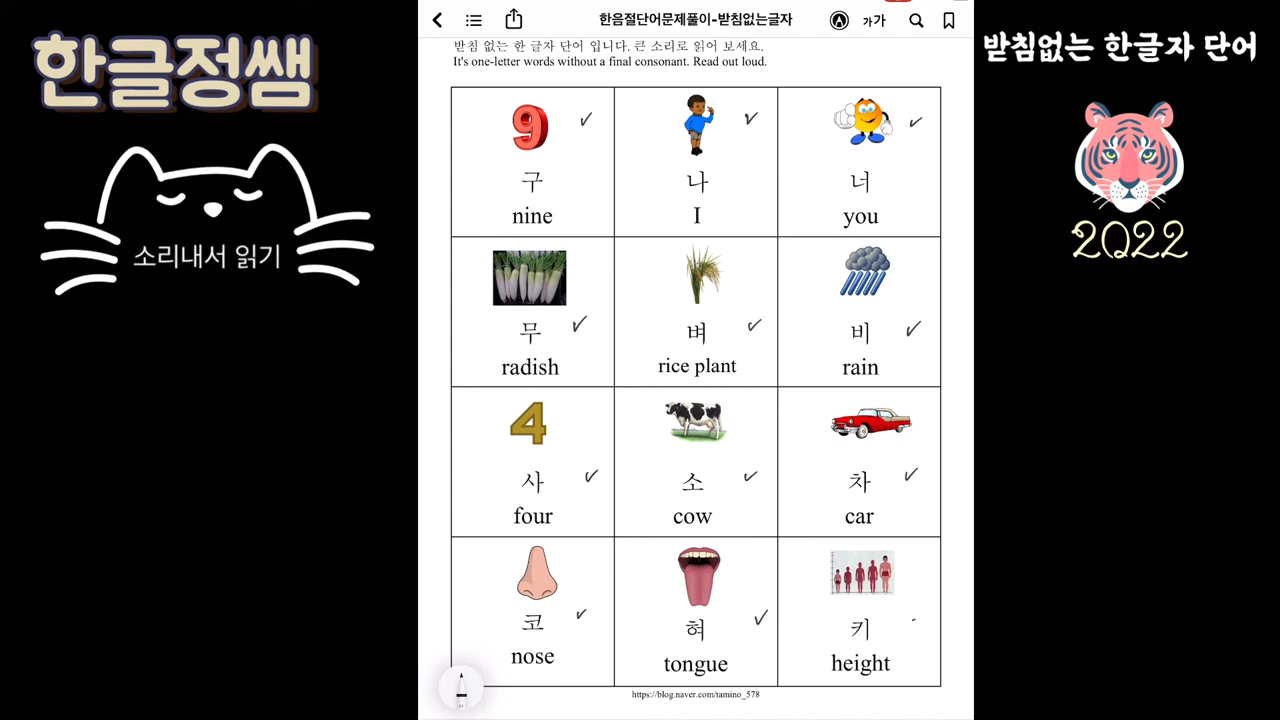 한글정쌤
소리내서 읽기
한음절단어문제풀이-받침없는글자
가가
받침 없는 한 글자 단어 입니다. 큰 소리로 읽어 보세요.
It's one-letter words without a final consonant. Read out loud.
9
구
nine
나
I
너
you
무
radish
벼
rice plant
비
rain
4
사
four
소
cow
차
car
코
nose
혀
tongue
키
height
https://blog.naver.com/tamino_578
받침없는 한글자 단어
2022